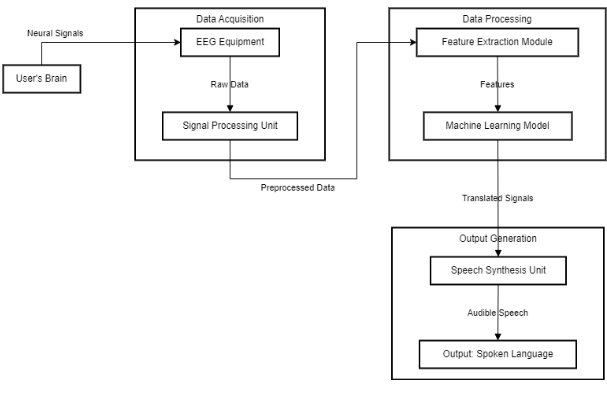 Data Acquisition
Data Processing
Neural Signals
EEG Equipment
Feature Extraction Module
User's Brain
Raw Data
Features
Signal Processing Unit
Machine Learning Model
Preprocessed Data
Translated Signals
Output Generation
Speech Synthesis Unit
Audible Speech
Output: Spoken Language